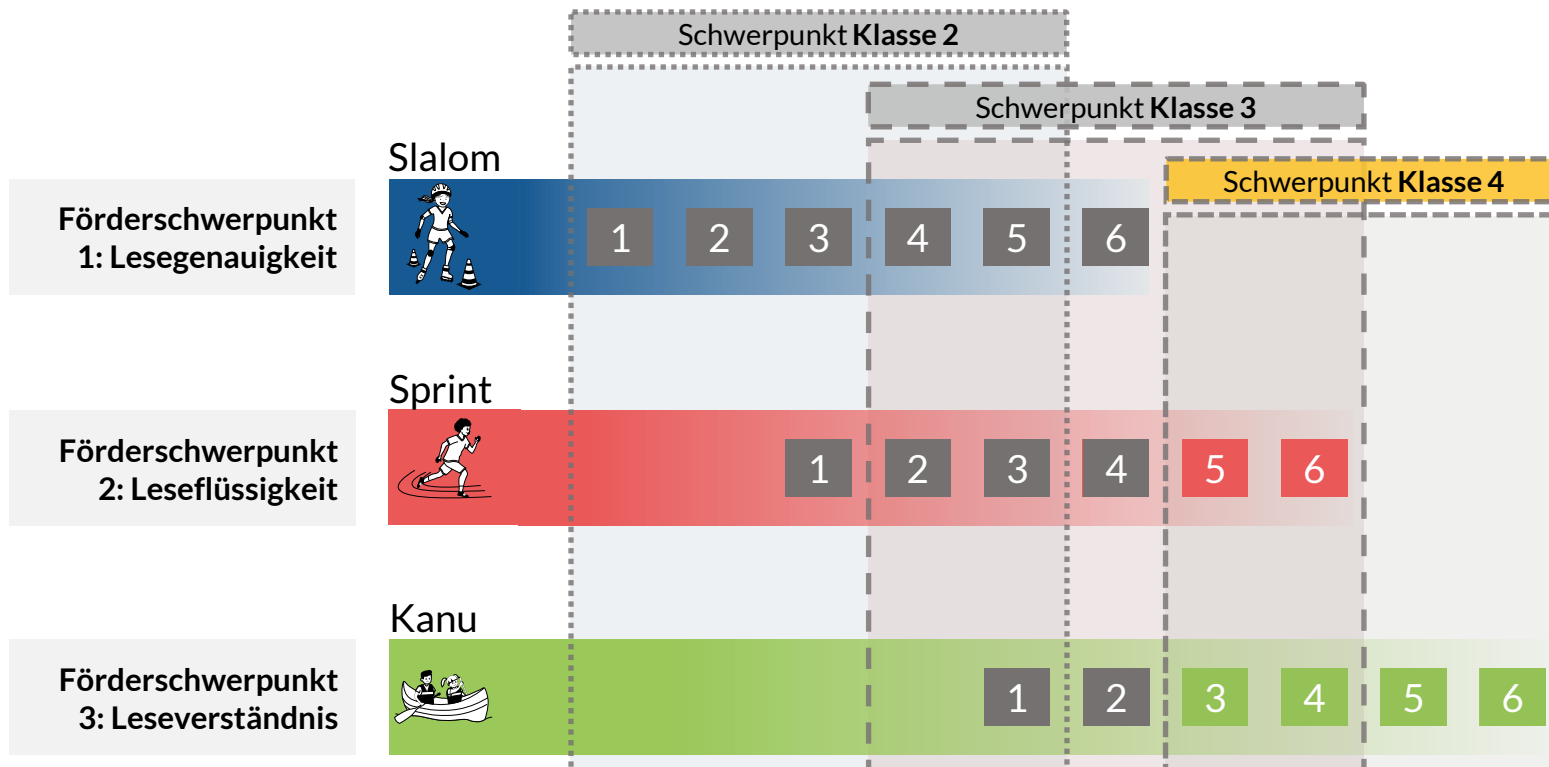 Schwerpunkt Klasse 2
Schwerpunkt Klasse 3
Schwerpunkt Klasse 4
Slalom
Förderschwerpunkt
1: Lesegenauigkeit
1 2 3 4 5 6
Sprint
Förderschwerpunkt
2: Leseflüssigkeit
1 2 3 4 5 6
Kanu
Förderschwerpunkt
3: Leseverständnis
1 2 3 4 5 6